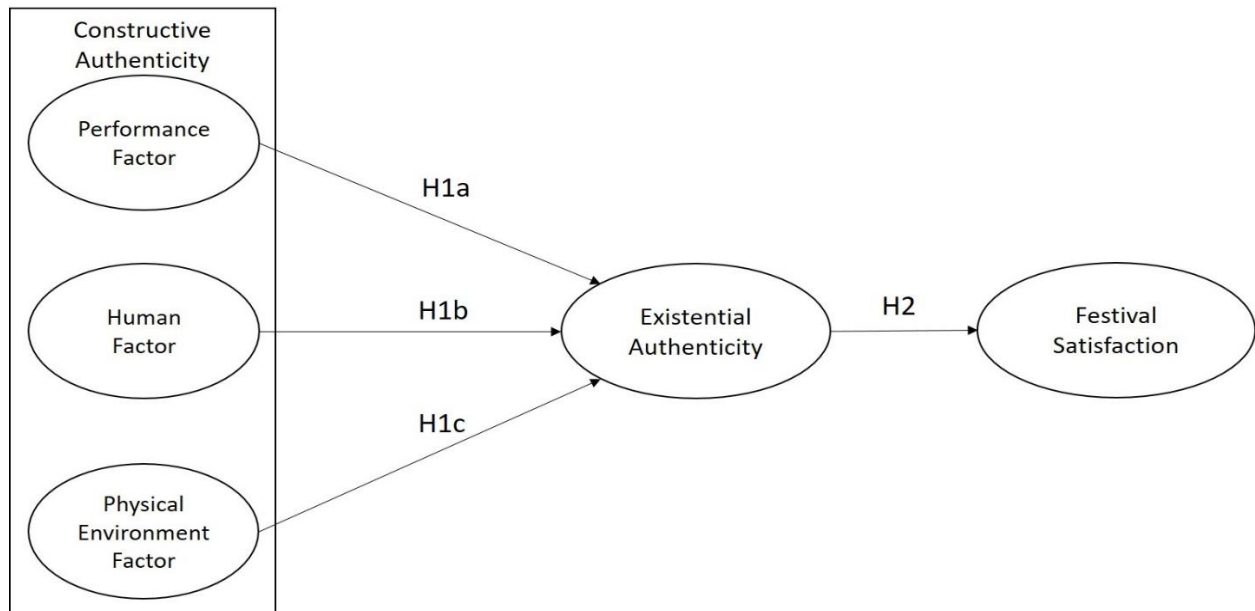 Constructive
Authenticity
Performance
Factor
H1a
Human
Factor
H1b
Existential
Authenticity
H2
Festival
Satisfaction
H1c
Physical
Environment
Factor